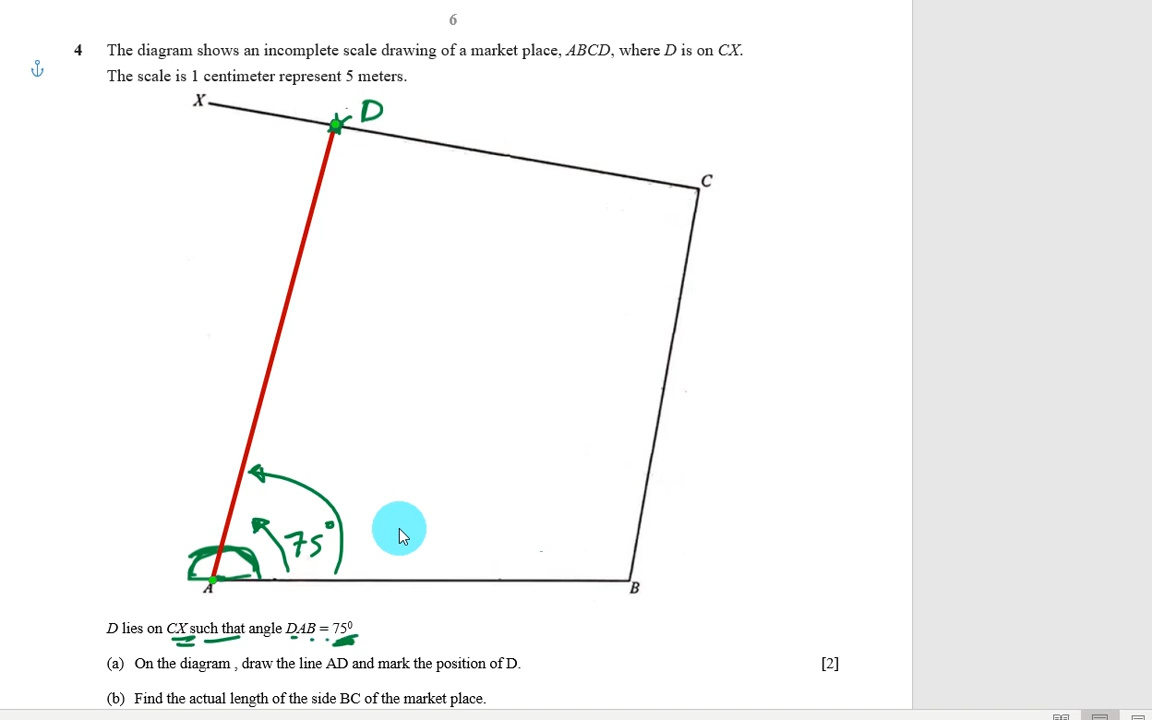 6
4 The diagram shows an incomplete scale drawing of a market place, ABCD, where D is on CX.
The scale is 1 centimeter represent 5 meters.
X
D
C
75°
A
B
D lies on CX such that angle DAB = 75⁰
(a) On the diagram , draw the line AD and mark the position of D. [2]
(b) Find the actual length of the side BC of the market place.